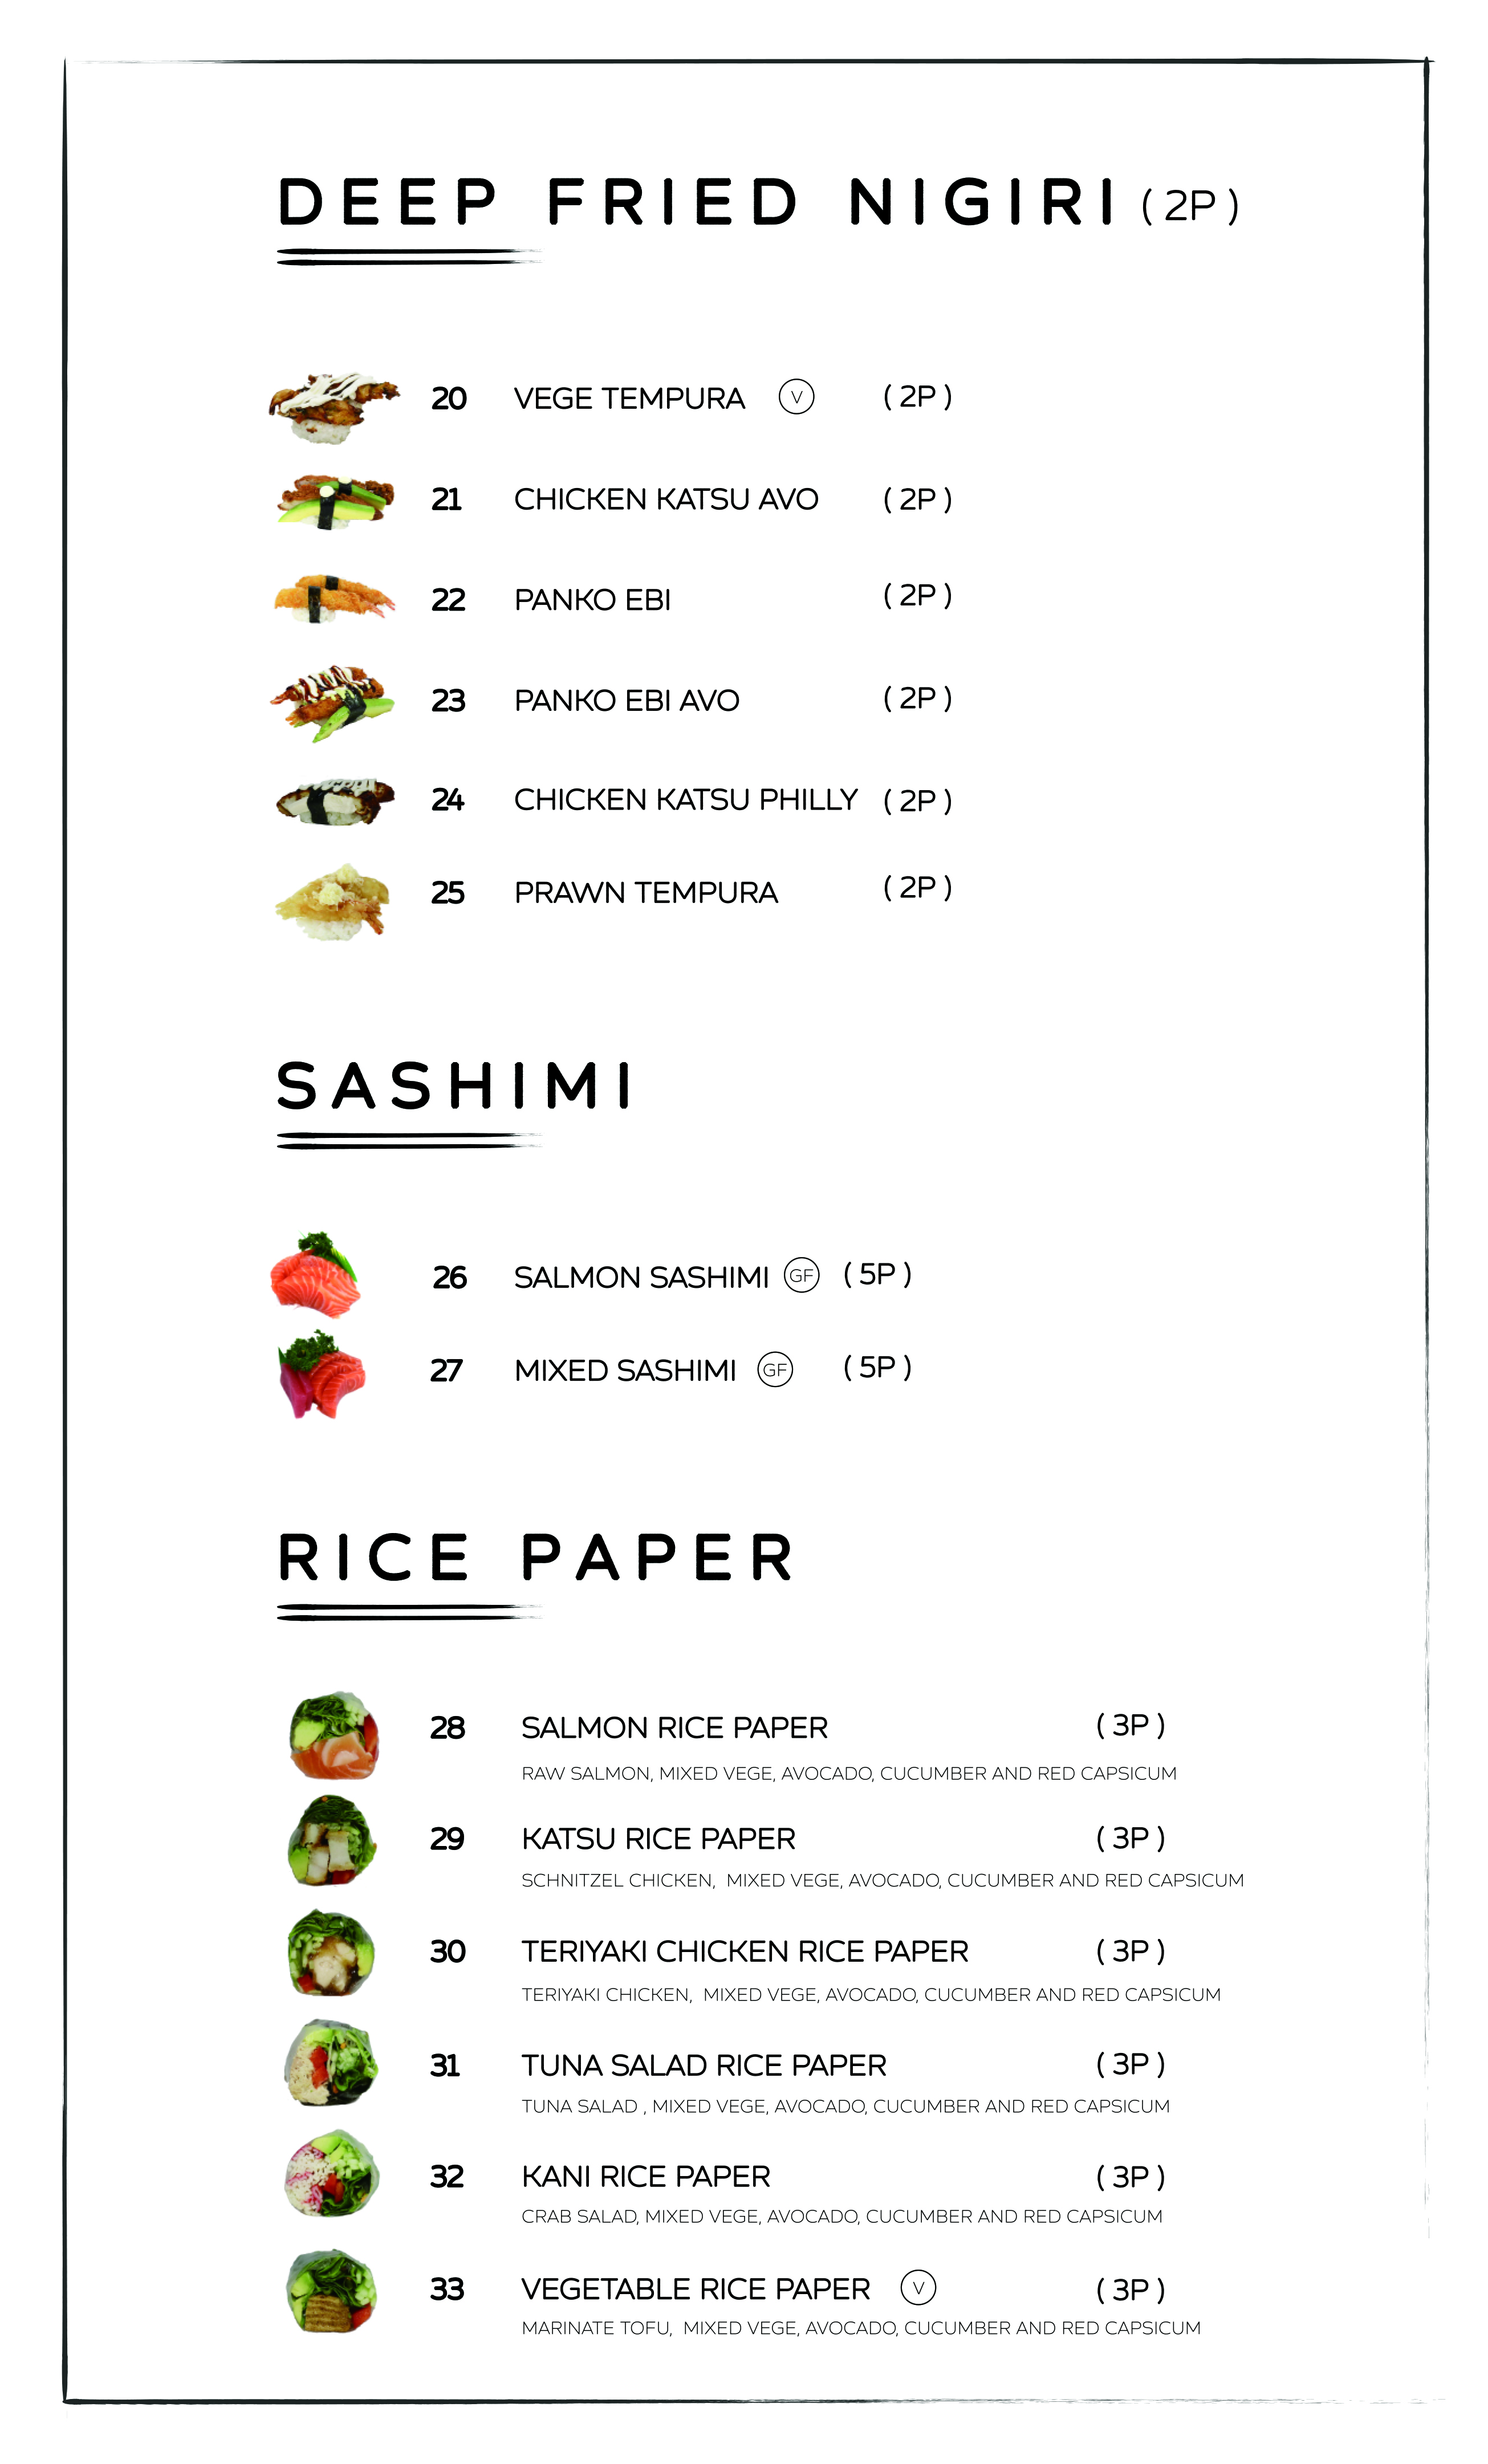 DEEP FRIED NIGIRI ( 2P )
20 VEGE TEMPURA V ( 2P )
21 CHICKEN KATSU AVO ( 2P )
22 PANKO EBI ( 2P )
23 PANKO EBI AVO ( 2P )
24 CHICKEN KATSU PHILLY ( 2P )
25 PRAWN TEMPURA ( 2P )
SASHIMI
26 SALMON SASHIMI GF ( 5P )
27 MIXED SASHIMI GF ( 5P )
RICE PAPER
28 SALMON RICE PAPER ( 3P )
RAW SALMON, MIXED VEGE, AVOCADO, CUCUMBER AND RED CAPSICUM
29 KATSU RICE PAPER ( 3P )
SCHNITZEL CHICKEN, MIXED VEGE, AVOCADO, CUCUMBER AND RED CAPSICUM
30 TERIYAKI CHICKEN RICE PAPER ( 3P )
TERIYAKI CHICKEN, MIXED VEGE, AVOCADO, CUCUMBER AND RED CAPSICUM
31 TUNA SALAD RICE PAPER ( 3P )
TUNA SALAD , MIXED VEGE, AVOCADO, CUCUMBER AND RED CAPSICUM
32 KANI RICE PAPER ( 3P )
CRAB SALAD, MIXED VEGE, AVOCADO, CUCUMBER AND RED CAPSICUM
33 VEGETABLE RICE PAPER V ( 3P )
MARINATE TOFU, MIXED VEGE, AVOCADO, CUCUMBER AND RED CAPSICUM